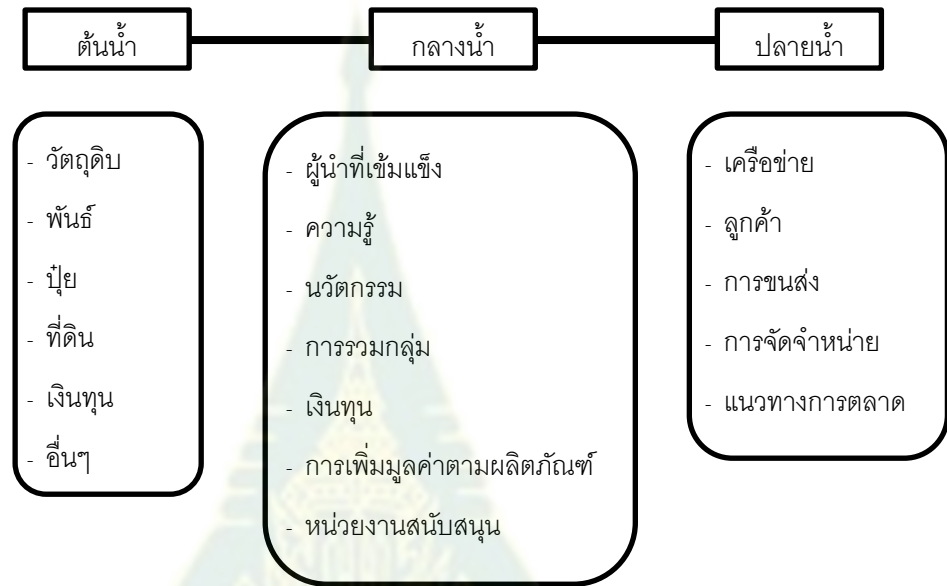 ต้นน้ำ
กลางน้ำ
ปลายน้ำ
- วัตถุดิบ
- พันธ์
- ปุ๋ย
- ที่ดิน
- เงินทุน
- อื่นๆ
- ผู้นำที่เข้มแข็ง
- ความรู้
- นวัตกรรม
- การรวมกลุ่ม
- เงินทุน
- การเพิ่มมูลค่าตามผลิตภัณฑ์
- หน่วยงานสนับสนุน
- เครือข่าย
- ลูกค้า
- การขนส่ง
- การจัดจำหน่าย
- แนวทางการตลาด